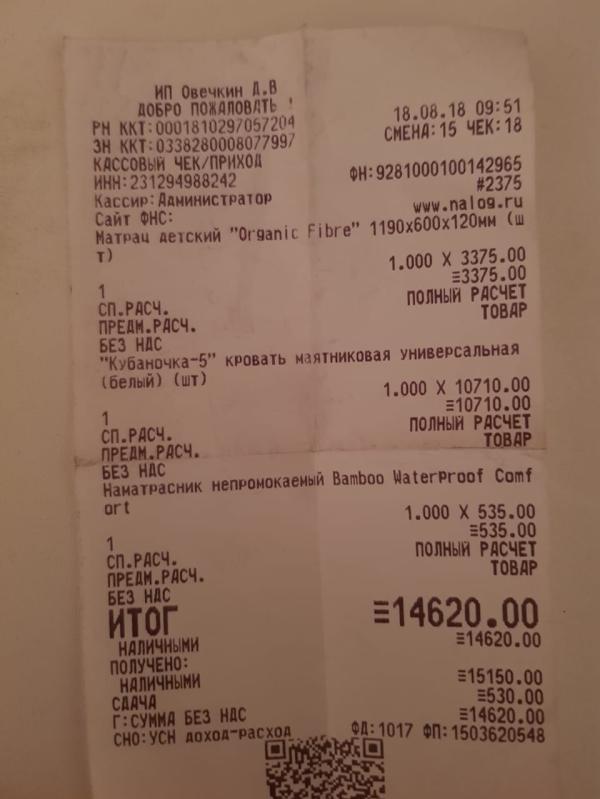 ИП Овечкин Д.В
ДОБРО ПОЖАЛОВАТЬ !
РН ККТ:0001810297057204 18.08.18 09:51
ЗН ККТ:0338280008077997 СМЕНА:15 ЧЕК:18
КАССОВЫЙ ЧЕК/ПРИХОД
ИНН:231294988242 ФН:9281000100142965
Кассир:Администратор #2375
Сайт ФНС: www.nalog.ru
Матрац детский "Organic Fibre" 1190х600х120мм (ш
т)
1.000 X 3375.00
1 ≡3375.00
СП.РАСЧ. ПОЛНЫЙ РАСЧЕТ
ПРЕДМ.РАСЧ. ТОВАР
БЕЗ НДС
"Кубаночка-5" кровать маятниковая универсальная
(белый) (шт)
1.000 X 10710.00
1 ≡10710.00
СП.РАСЧ. ПОЛНЫЙ РАСЧЕТ
ПРЕДМ.РАСЧ. ТОВАР
БЕЗ НДС
Наматрасник непромокаемый Bamboo WaterProof Comf
ort
1.000 X 535.00
1 ≡535.00
СП.РАСЧ. ПОЛНЫЙ РАСЧЕТ
ПРЕДМ.РАСЧ. ТОВАР
БЕЗ НДС
ИТОГ ≡14620.00
НАЛИЧНЫМИ ≡14620.00
ПОЛУЧЕНО:
НАЛИЧНЫМИ ≡15150.00
СДАЧА ≡530.00
Г:СУММА БЕЗ НДС ≡14620.00
СНО:УСН доход-расход ФД:1017 ФП:1503620548